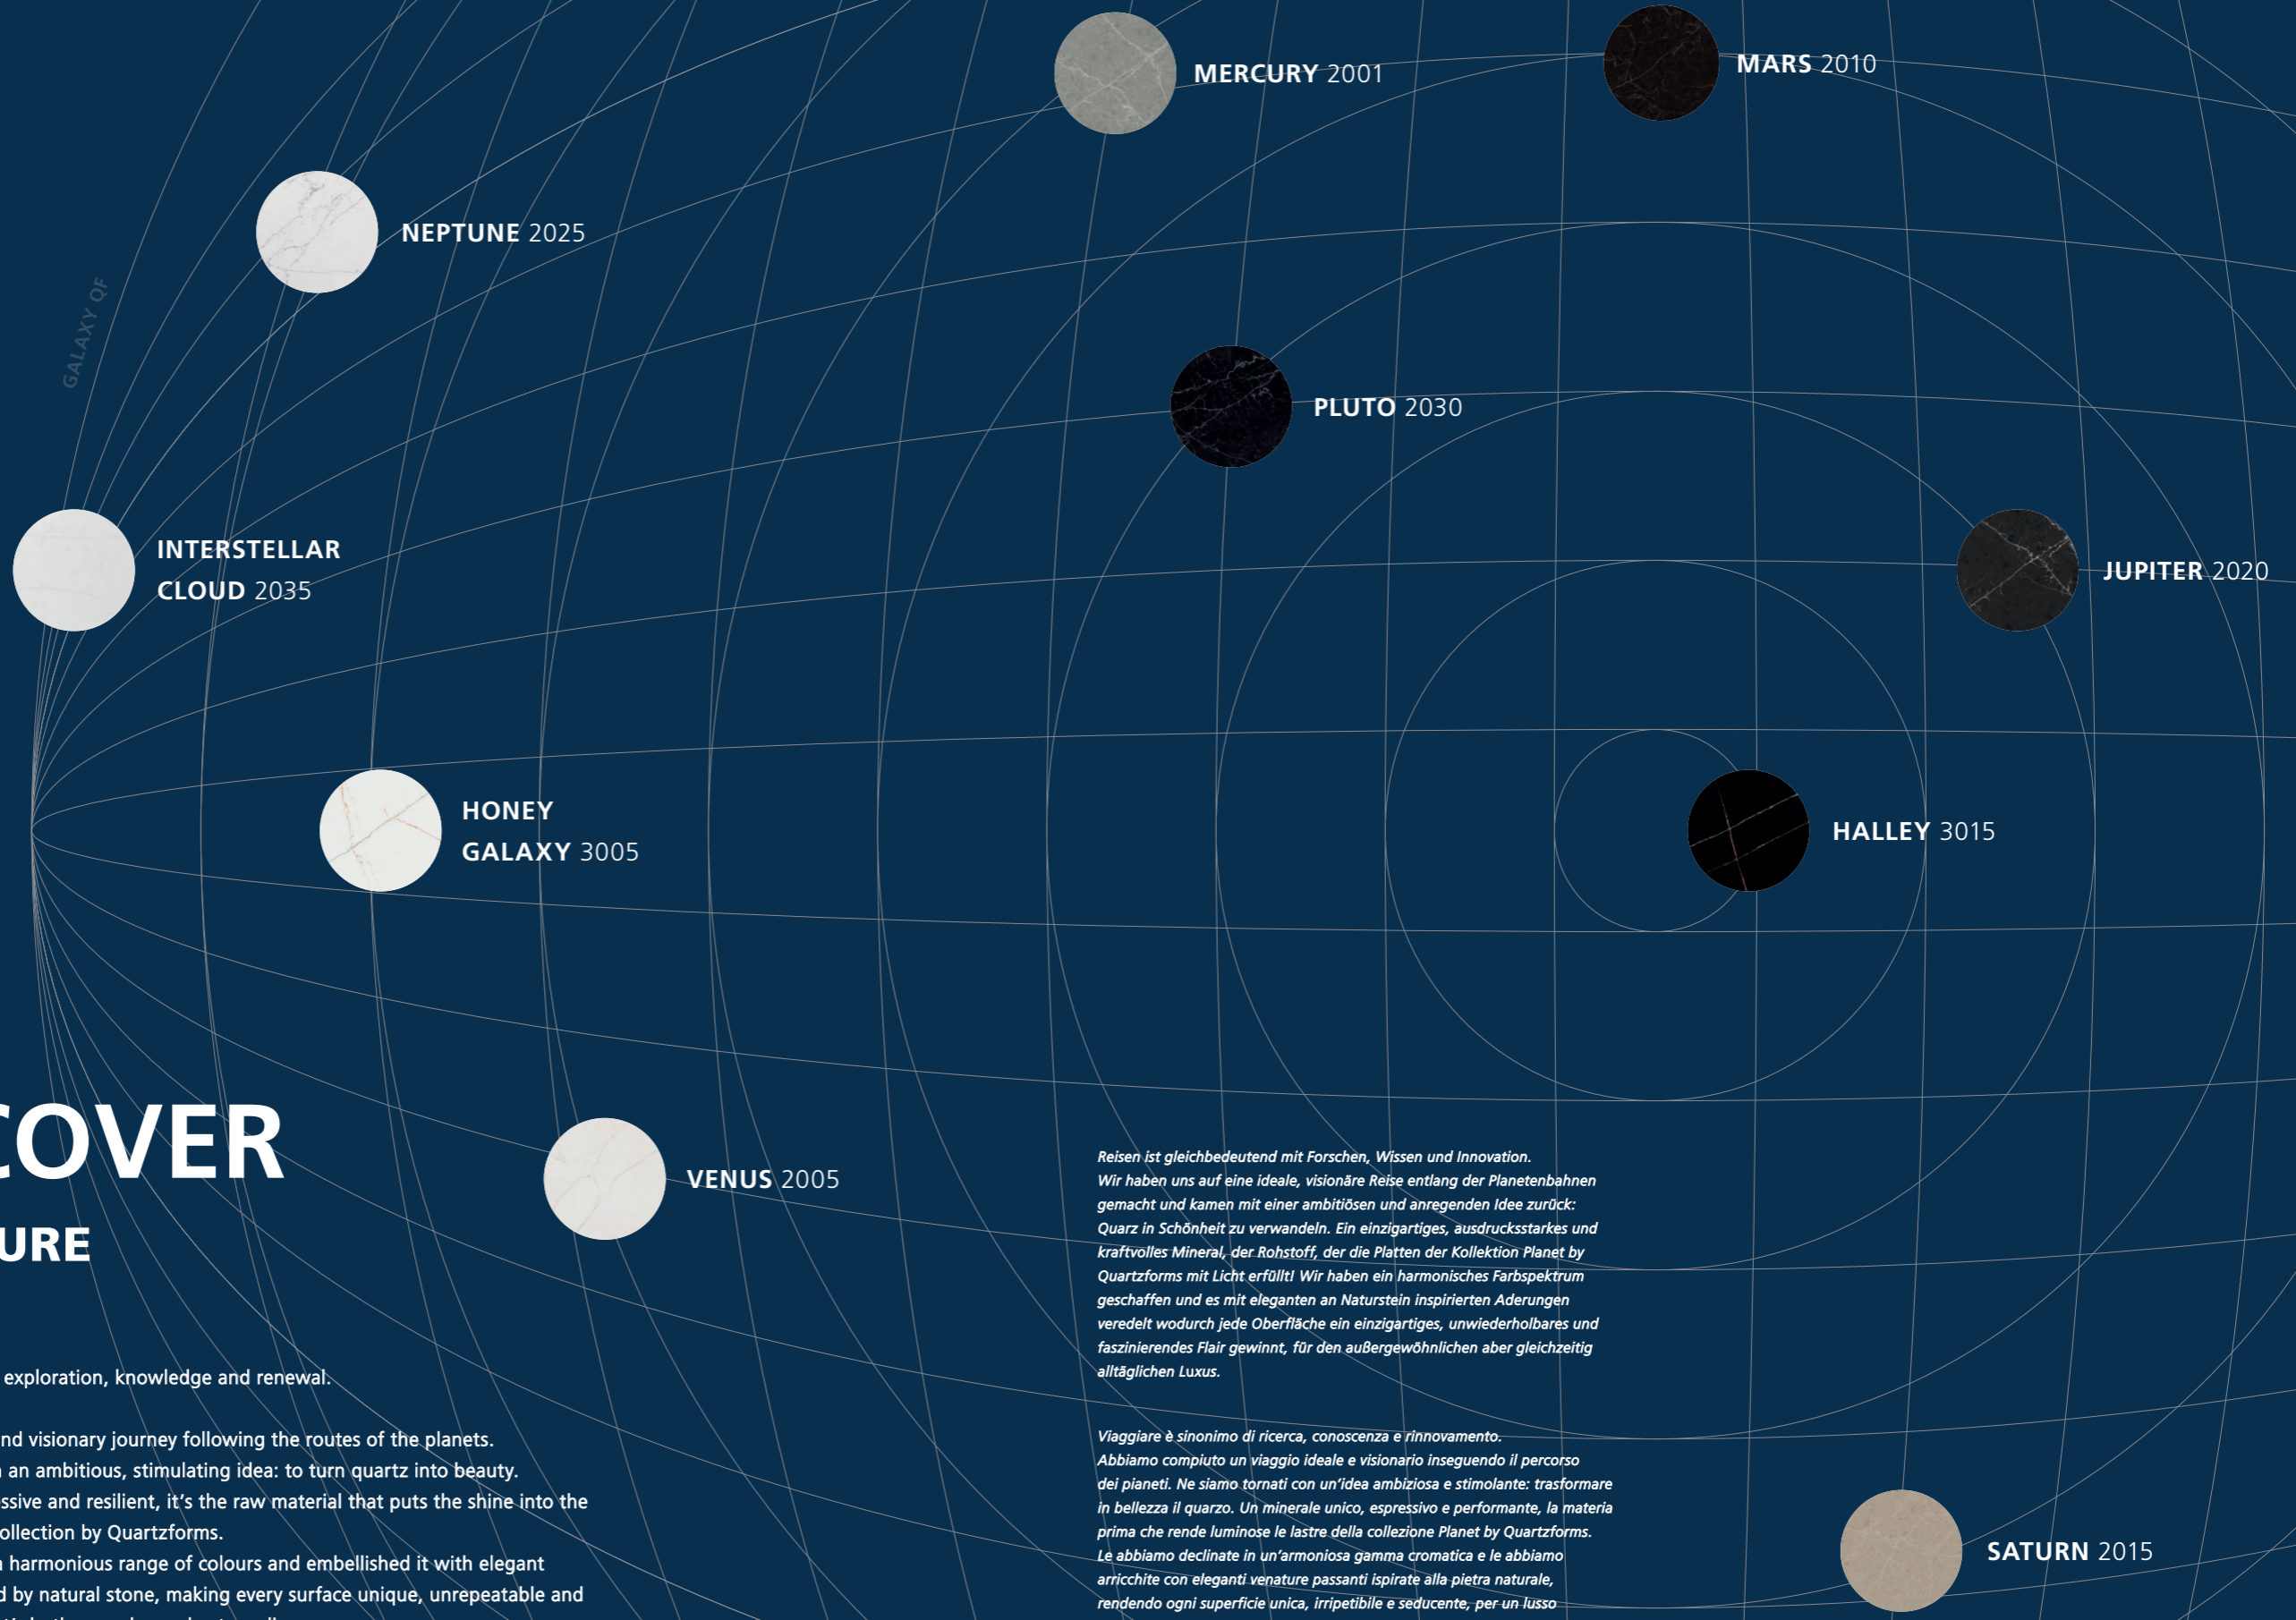 MERCURY 2001
MARS 2010
NEPTUNE 2025
GALAXY QF
PLUTO 2030
INTERSTELLAR
CLOUD 2035
JUPITER 2020
HONEY
GALAXY 3005
HALLEY 3015
COVER
URE
VENUS 2005
exploration, knowledge and renewal.
nd visionary journey following the routes of the planets.
an ambitious, stimulating idea: to turn quartz into beauty.
ssive and resilient, it's the raw material that puts the shine into the
ollection by Quartzforms.
harmonious range of colours and embellished it with elegant
d by natural stone, making every surface unique, unrepeatable and
Reisen ist gleichbedeutend mit Forschen, Wissen und Innovation.
Wir haben uns auf eine ideale, visionäre Reise entlang der Planetenbahnen
gemacht und kamen mit einer ambitiösen und anregenden Idee zurück:
Quarz in Schönheit zu verwandeln. Ein einzigartiges, ausdrucksstarkes und
kraftvolles Mineral, der Rohstoff, der die Platten der Kollektion Planet by
Quartzforms mit Licht erfüllt! Wir haben ein harmonisches Farbspektrum
geschaffen und es mit eleganten an Naturstein inspirierten Aderungen
veredelt wodurch jede Oberfläche ein einzigartiges, unwiederholbares und
faszinierendes Flair gewinnt, für den außergewöhnlichen aber gleichzeitig
alltäglichen Luxus.
Viaggiare è sinonimo di ricerca, conoscenza e rinnovamento.
Abbiamo compiuto un viaggio ideale e visionario inseguendo il percorso
dei pianeti. Ne siamo tornati con un'idea ambiziosa e stimolante: trasformare
in bellezza il quarzo. Un minerale unico, espressivo e performante, la materia
prima che rende luminose le lastre della collezione Planet by Quartzforms.
Le abbiamo declinate in un'armoniosa gamma cromatica e le abbiamo
arricchite con eleganti venature passanti ispirate alla pietra naturale,
rendendo ogni superficie unica, irripetibile e seducente, per un lusso
SATURN 2015